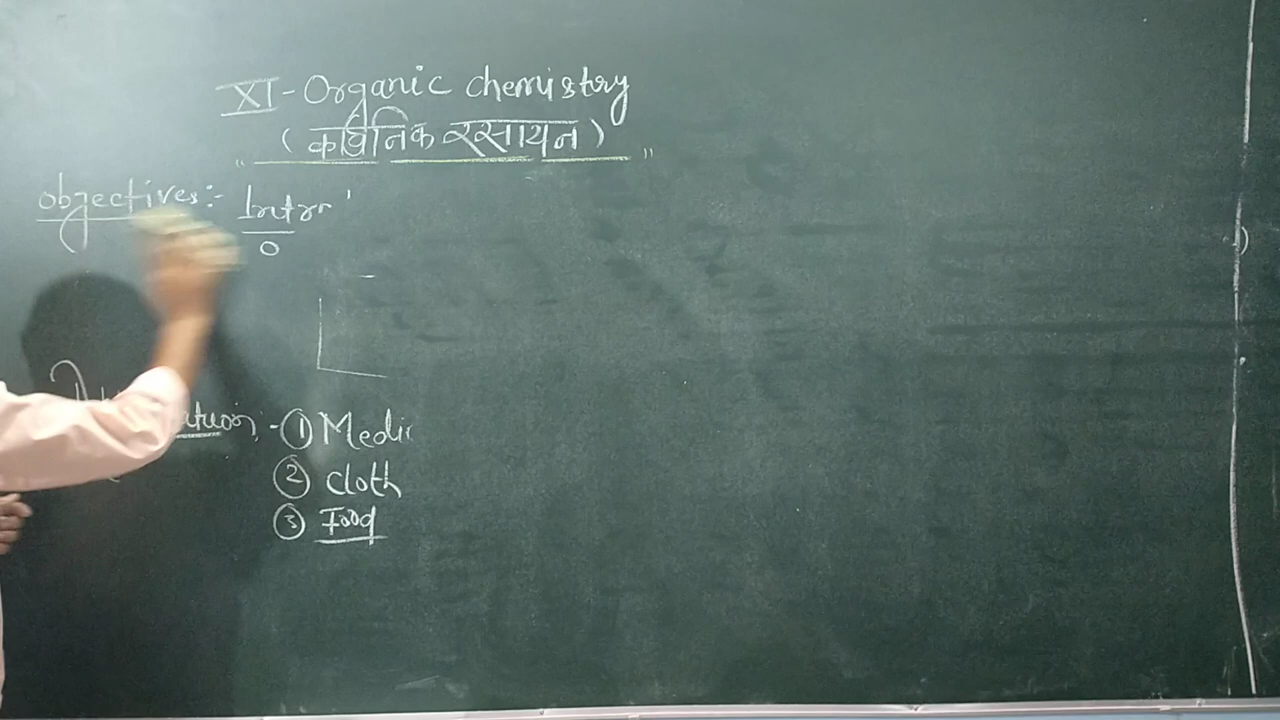 XI - Organic chemistry
(कार्बनिक रसायन)
objectives :-
① Medi
② cloth
③ Food